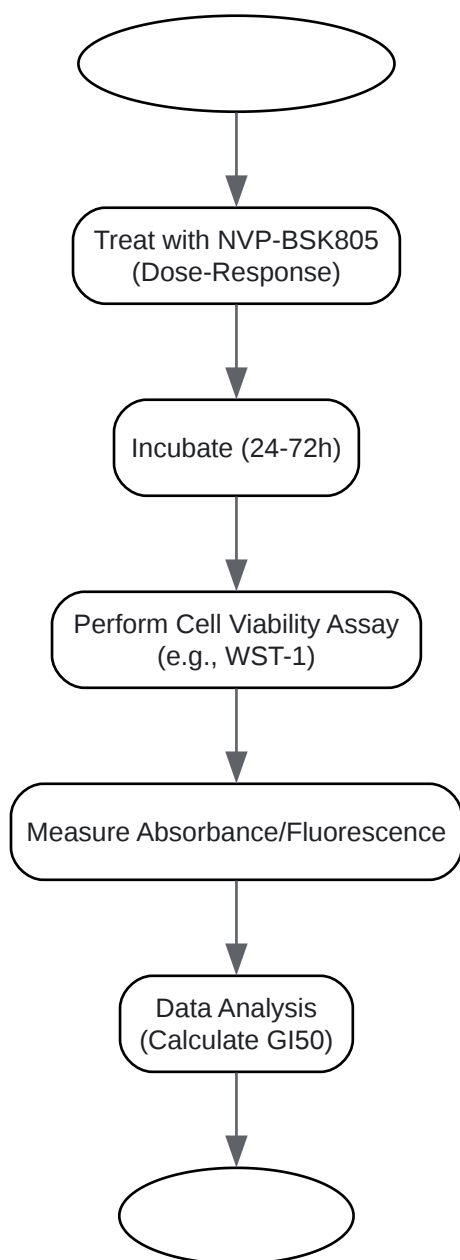 Treat with NVP-BSK805
(Dose-Response)
Incubate (24-72h)
Perform Cell Viability Assay
(e.g., WST-1)
Measure Absorbance/Fluorescence
Data Analysis
(Calculate GI50)